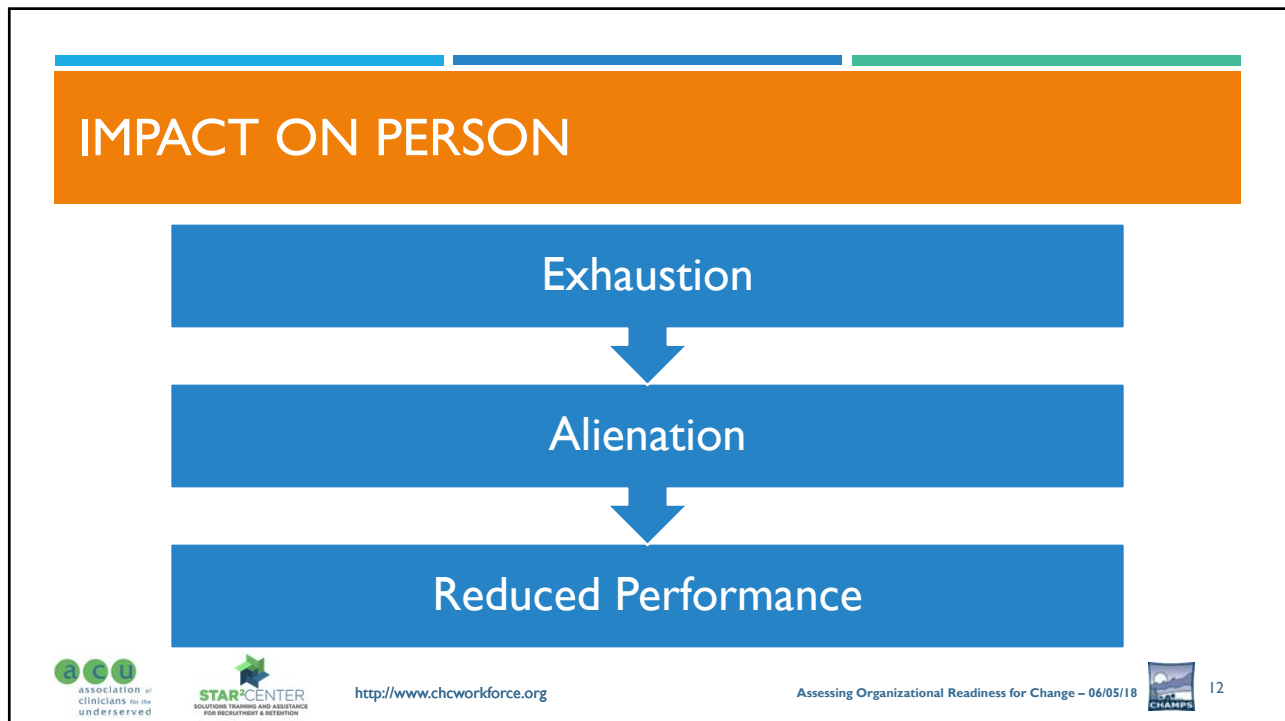 IMPACT ON PERSON
Exhaustion
Alienation
Reduced Performance
acu
association of
clinicians for the
underserved
STAR²CENTER
SOLUTIONS TRAINING AND ASSISTANCE
FOR RECRUITMENT & RETENTION
http://www.chcworkforce.org
Assessing Organizational Readiness for Change – 06/05/18
CHAMPS
12